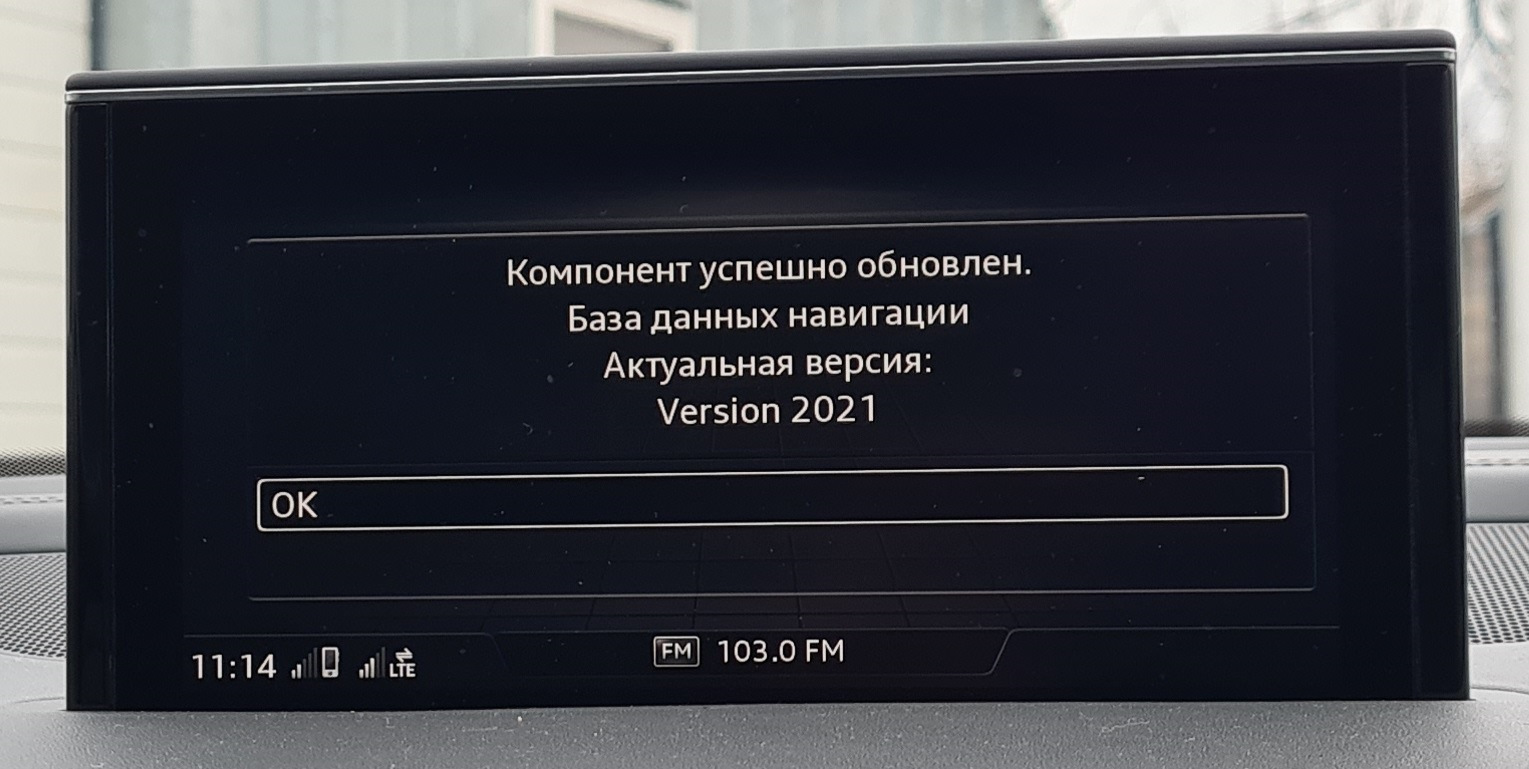 Компонент успешно обновлен.
База данных навигации
Актуальная версия:
Version 2021
OK
11:14 LTE FM 103.0 FM